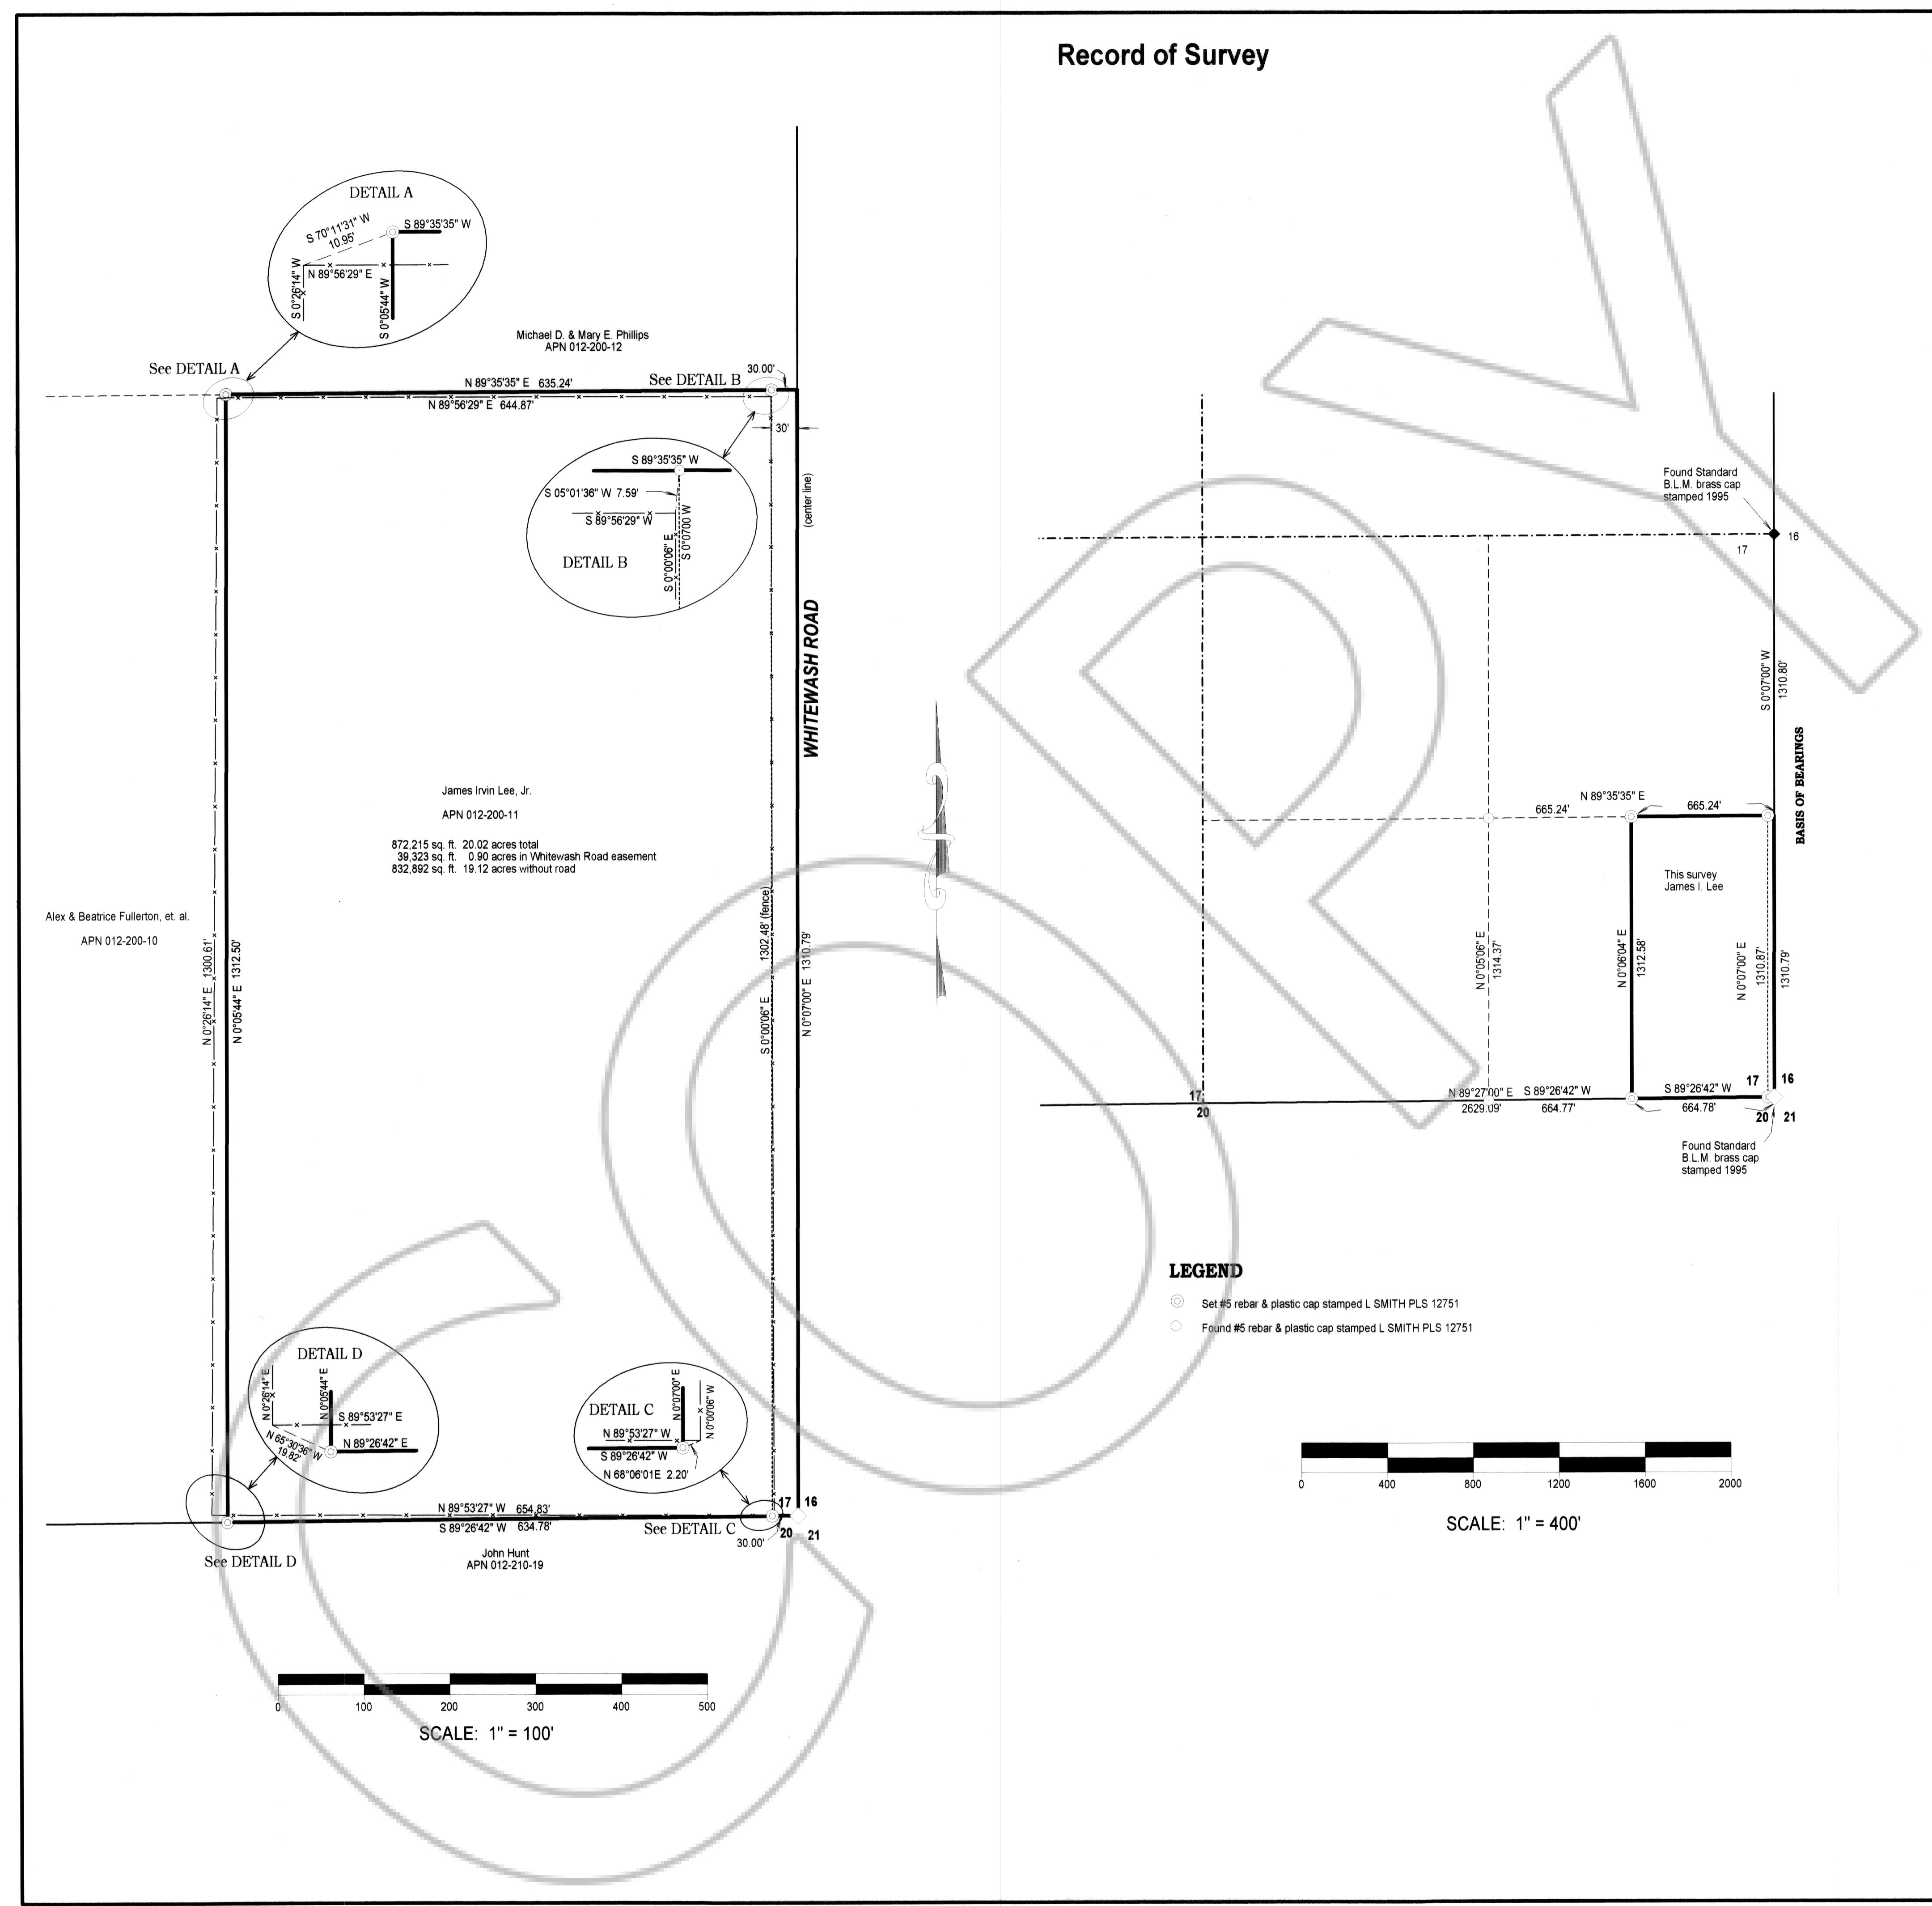 Record of Survey
DETAIL A
S 70°11'31" W
10.95'
S 89°35'35" W
N 89°56'29" E
S 0°26'14" W
S 0°05'44" W
See DETAIL A
Michael D. & Mary E. Phillips
APN 012-200-12
N 89°35'35" E 635.24'
See DETAIL B
30.00'
N 89°56'29" E 644.87'
30'
S 89°35'35" W
S 05°01'36" W 7.59'
S 89°56'29" W
S 0°00'06" E
S 0°07'00 W
DETAIL B
(center line)
WHITEWASH ROAD
James Irvin Lee, Jr.
APN 012-200-11
872,215 sq. ft. 20.02 acres total
39,323 sq. ft. 0.90 acres in Whitewash Road easement
832,892 sq. ft. 19.12 acres without road
Alex & Beatrice Fullerton, et. al.
APN 012-200-10
N 0°26'14" E 1300.61'
N 0°05'44" E 1312.50'
S 0°00'06" E 1302.48' (fence)
N 0°07'00" E 1310.79'
DETAIL D
N 0°26'14" E
N 0°05'44" E
S 89°53'27" E
N 65°30'36" W
19.82'
N 89°26'42" E
DETAIL C
N 0°07'00" E
N 0°00'06" W
N 89°53'27" W
S 89°26'42" W
N 68°06'01E 2.20'
N 89°53'27" W 654.83'
S 89°26'42" W 634.78'
See DETAIL C
30.00'
17 16
20 21
See DETAIL D
John Hunt
APN 012-210-19
0 100 200 300 400 500
SCALE: 1" = 100'
Found Standard
B.L.M. brass cap
stamped 1995
17 16
S 0°07'00" W
1310.80'
BASIS OF BEARINGS
N 89°35'35" E
665.24' 665.24'
This survey
James I. Lee
N 0°05'06" E
1314.37'
N 0°06'04" E
1312.58'
N 0°07'00" E
1310.87'
1310.79'
17 16
20 21
17
20
N 89°27'00" E
2629.09'
S 89°26'42" W
664.77'
S 89°26'42" W
664.78'
Found Standard
B.L.M. brass cap
stamped 1995
LEGEND
Set #5 rebar & plastic cap stamped L SMITH PLS 12751
Found #5 rebar & plastic cap stamped L SMITH PLS 12751
0 400 800 1200 1600 2000
SCALE: 1" = 400'
COPY